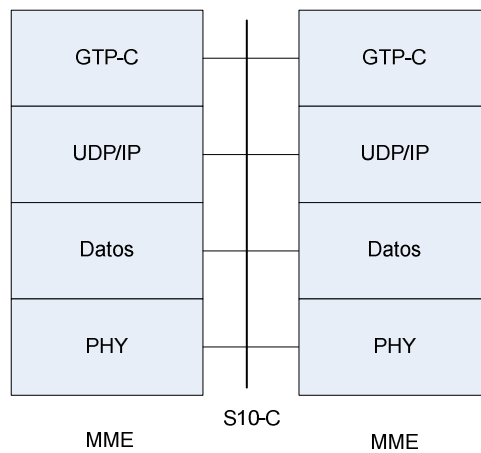 GTP-C
GTP-C
UDP/IP
UDP/IP
Datos
Datos
PHY
PHY
S10-C
MME
MME